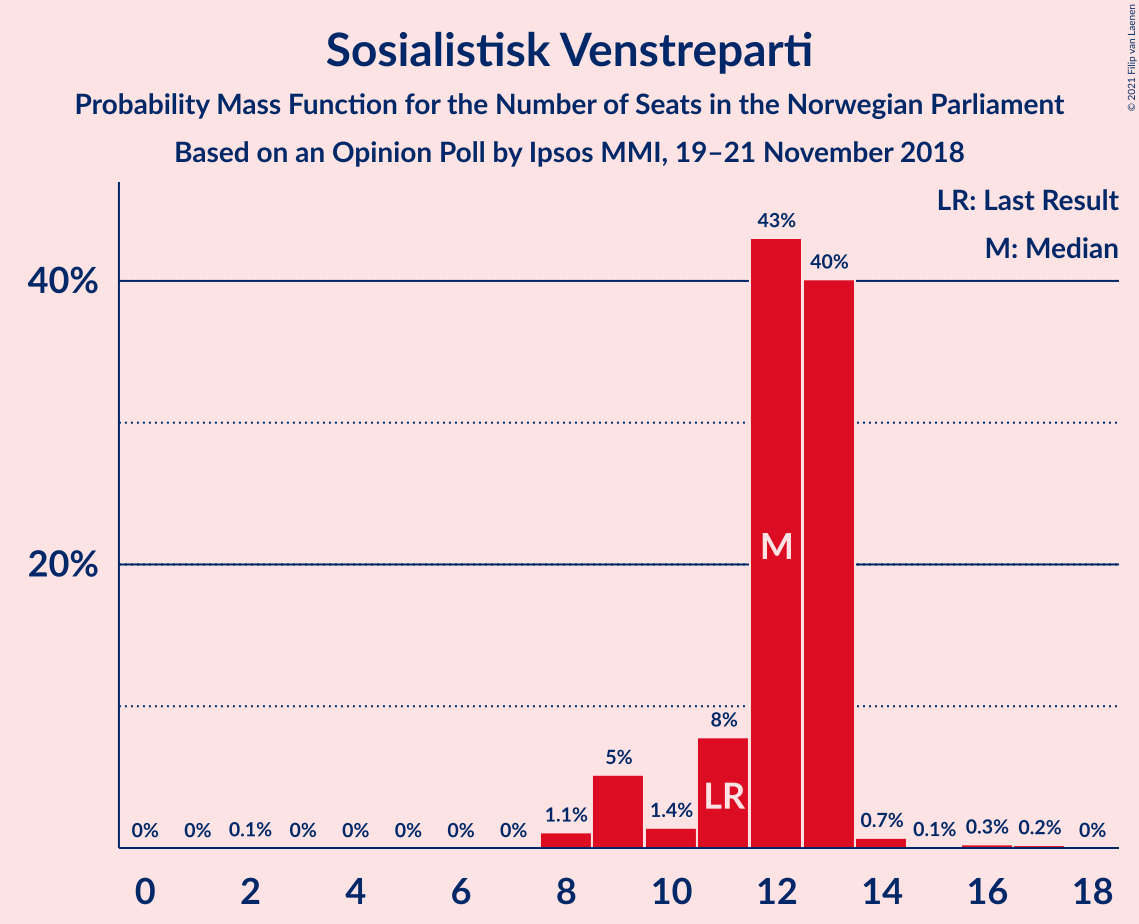 Sosialistisk Venstreparti
Probability Mass Function for the Number of Seats in the Norwegian Parliament
Based on an Opinion Poll by Ipsos MMI, 19–21 November 2018
© 2021 Filip van Laenen
LR: Last Result
M: Median
43%
40%
40%
M
20%
8%
5%
LR
1.4%
1.1%
0.7%
0% 0% 0.1% 0% 0% 0% 0% 0% 0.1% 0.3% 0.2% 0%
0 2 4 6 8 10 12 14 16 18